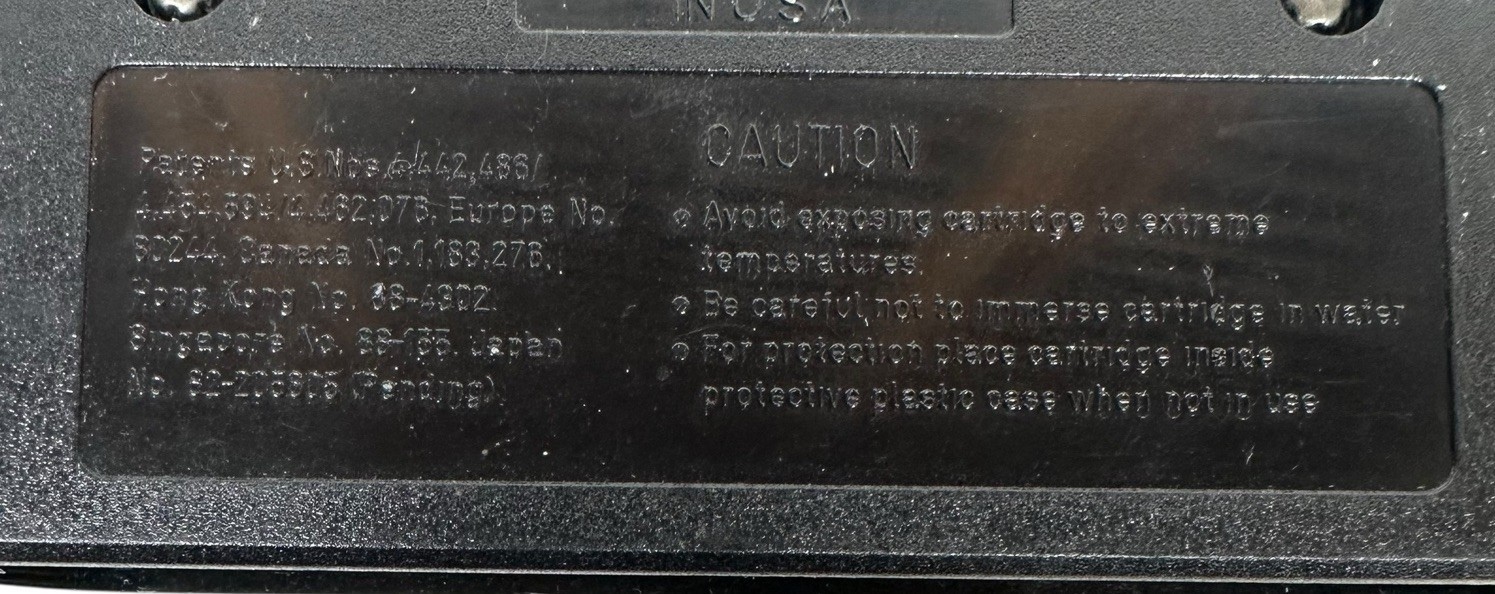 Patents U.S.Nos.4,442,486/
4,454,594/4,462,076, Europe No.
80244, Canada No.1,183,276,
Hong Kong No. 88-4302,
Singapore No. 88-155, Japan
No. 82-205605 (Pending)
CAUTION
Avoid exposing cartridge to extreme
temperatures.
Be careful not to immerse cartridge in water
For protection place cartridge inside
protective plastic case when not in use